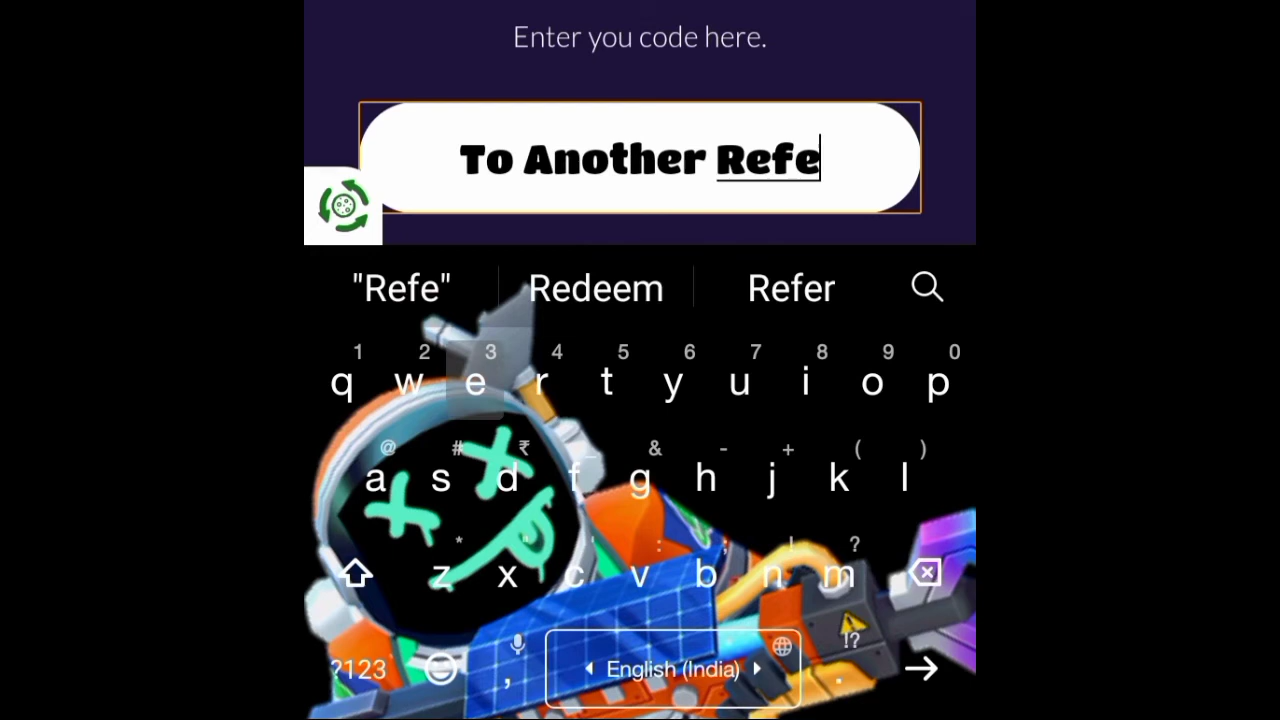 Enter you code here.
To Another Refe
"Refe" Redeem Refer
1 2 3 4 5 6 7 8 9 0
q w e r t y u i o p
@ # ₹ _ & - + ( )
a s d f g h j k l
* " ' : ; ! ?
z x c v b n m
!?
?123 , English (India) .